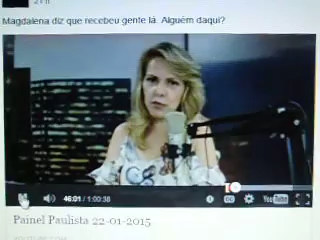 Magdalena diz que recebeu gente lá. Alguém daqui?
46:01 / 1:00:38
CC
YouTube
Painel Paulista 22-01-2015